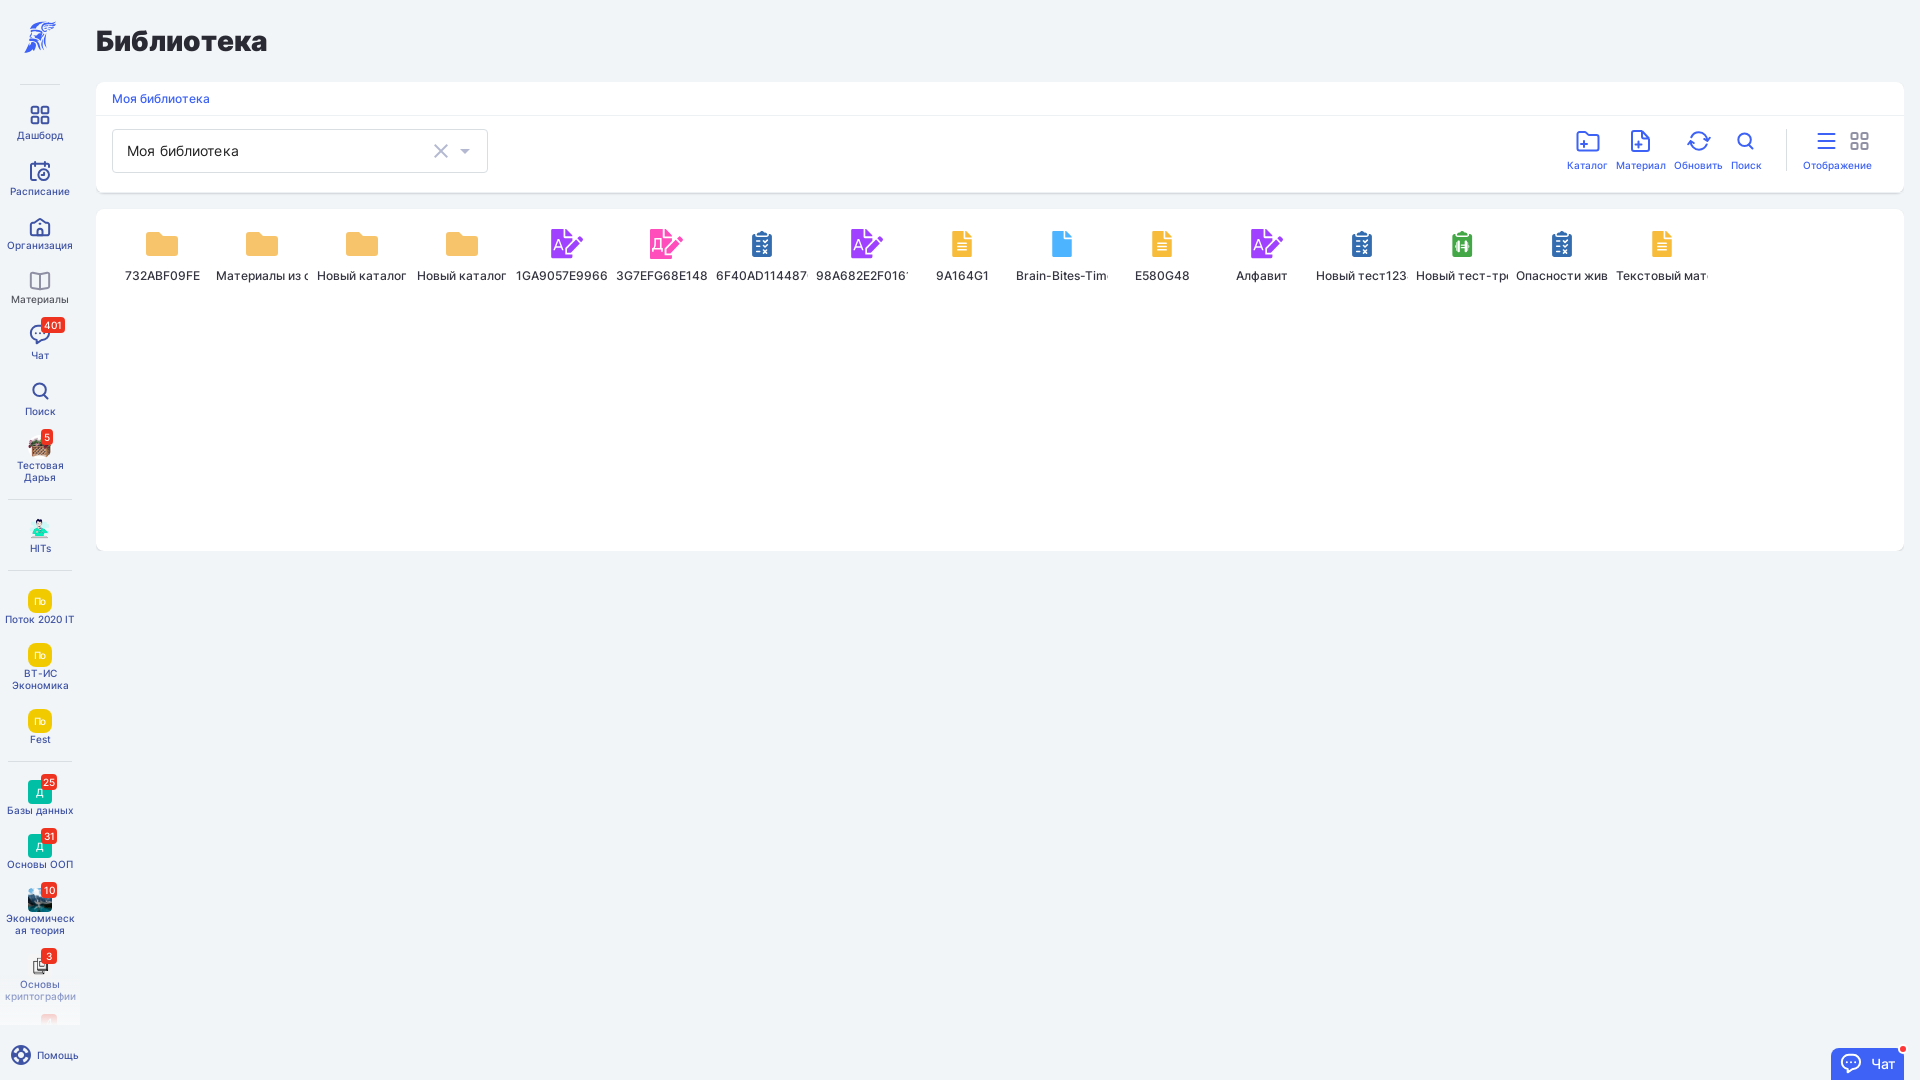 Библиотека
Моя библиотека
Моя библиотека
Каталог
Материал
Обновить
Поиск
Отображение
732ABF09FE
Материалы из
Новый каталог
Новый каталог
1GA9057E9966
3G7EFG68E148
6F40AD114487
98A682E2F016
9A164G1
Brain-Bites-Tim
E580G48
Алфавит
Новый тест123
Новый тест-тре
Опасности жив
Текстовый мат
Дашборд
Расписание
Организация
Материалы
401
Чат
Поиск
5
Тестовая
Дарья
HITs
По
Поток 2020 IT
По
ВТ-ИС
Экономика
По
Fest
25
Д
Базы данных
31
Д
Основы ООП
10
Экономическ
ая теория
3
Основы
криптографии
Помощь
Чат